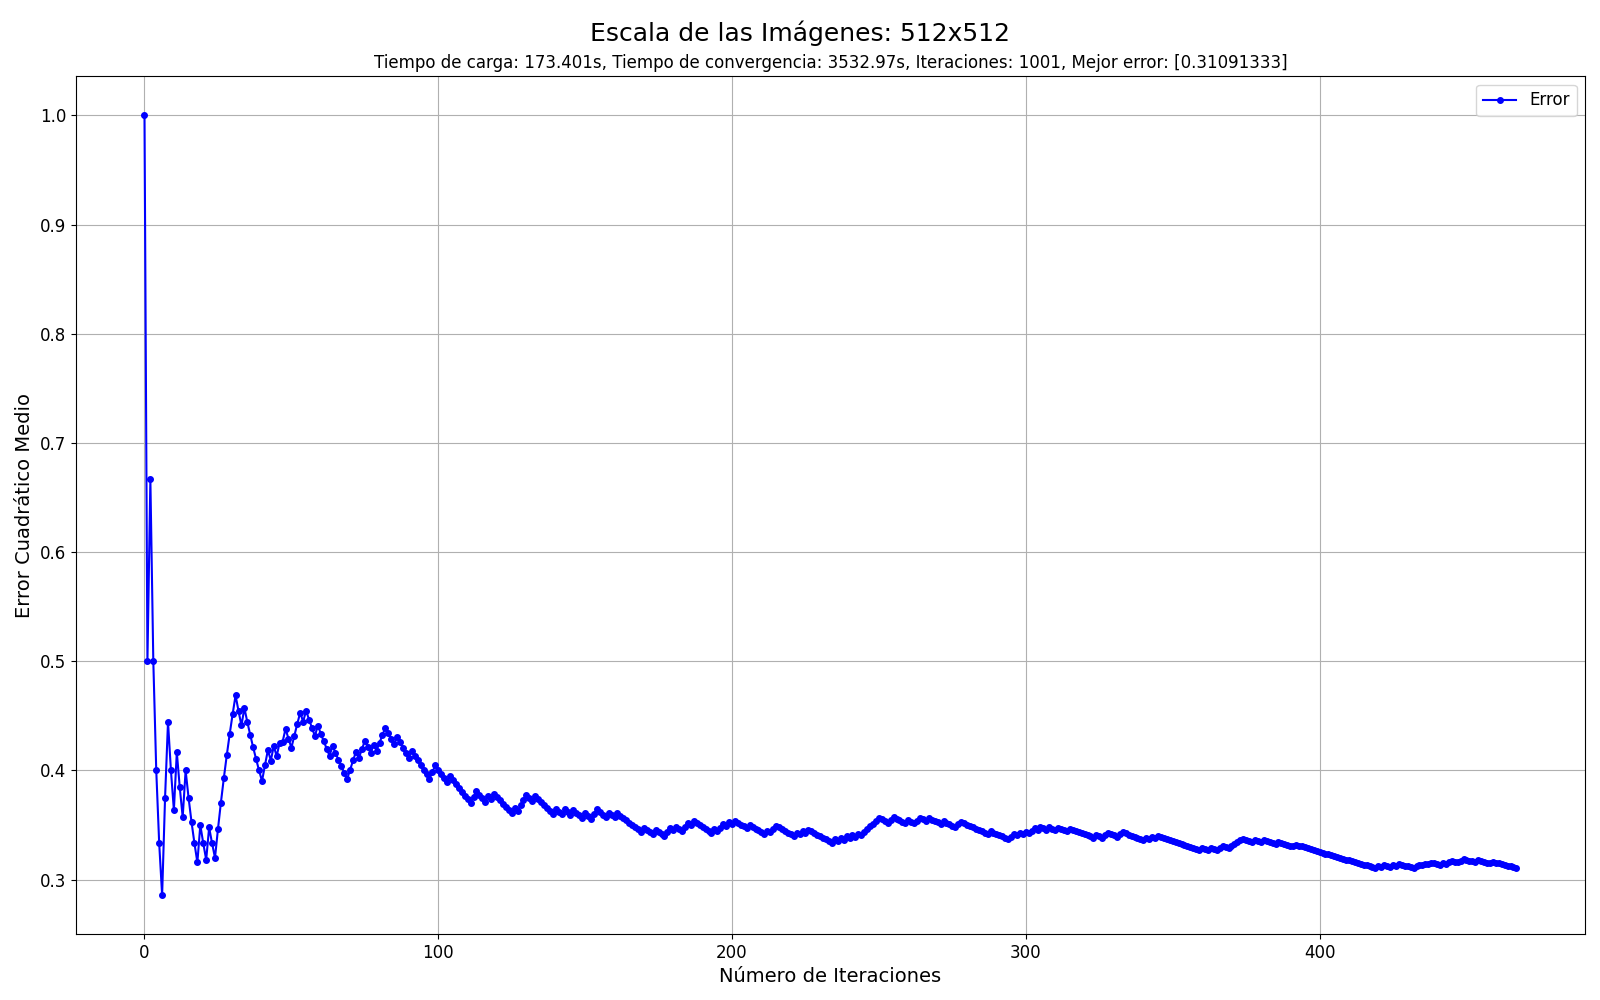 Escala de las Imágenes: 512x512
Tiempo de carga: 173.401s, Tiempo de convergencia: 3532.97s, Iteraciones: 1001, Mejor error: [0.31091333]
Error
Error Cuadrático Medio
1.0
0.9
0.8
0.7
0.6
0.5
0.4
0.3
0 100 200 300 400
Número de Iteraciones